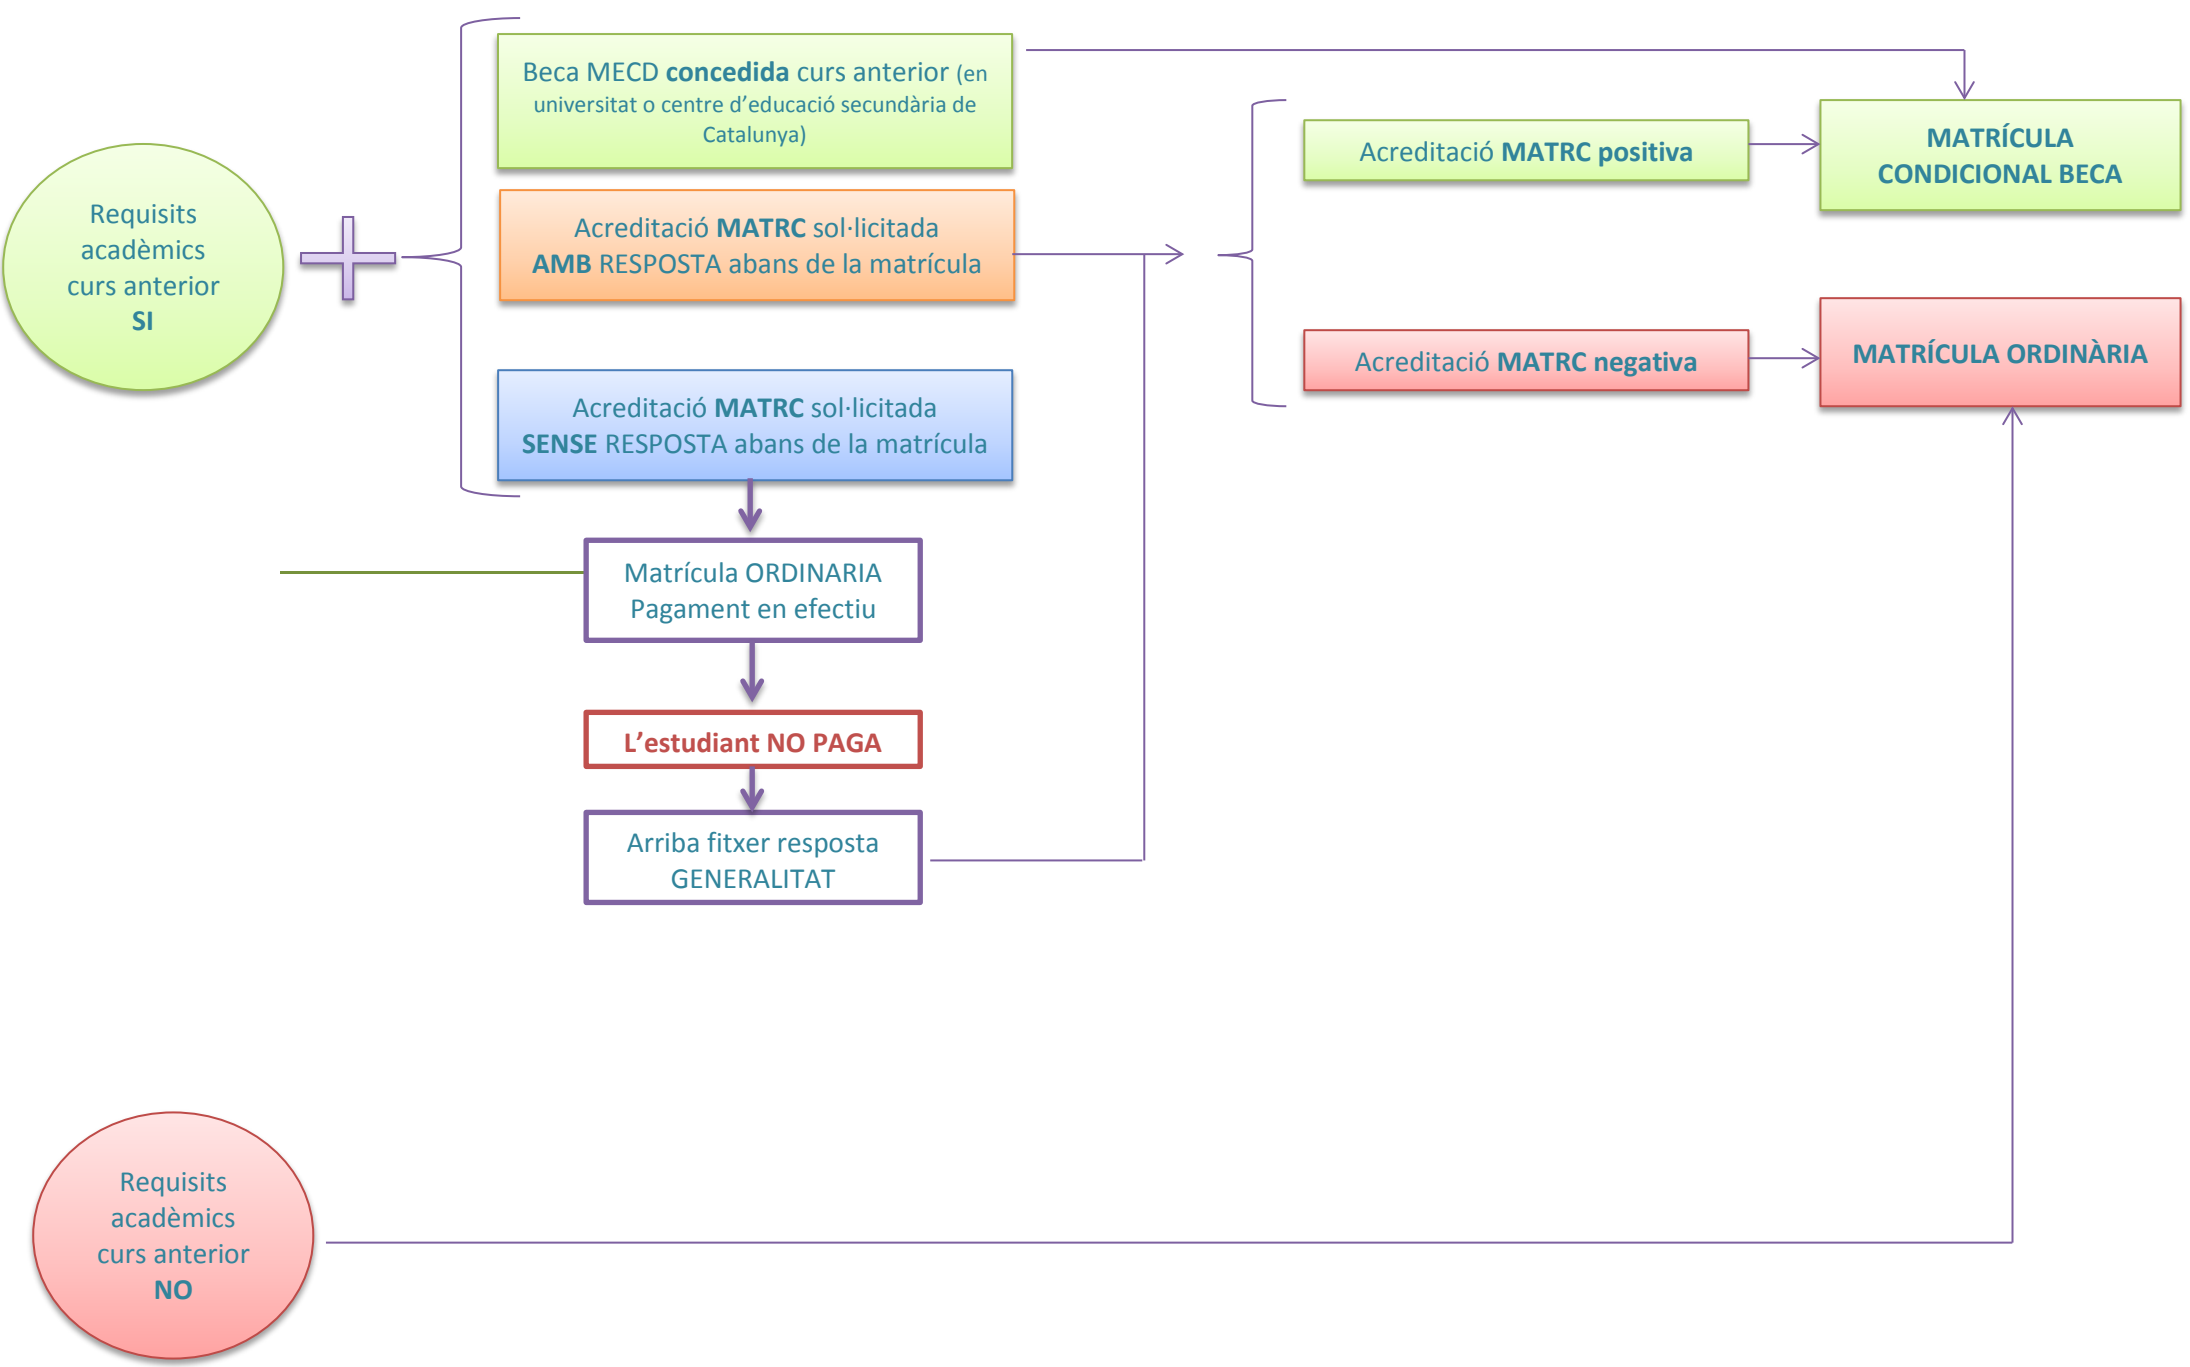 Beca MECD concedida curs anterior (en
universitat o centre d'educació secundària de
Catalunya)
Requisits
acadèmics
curs anterior
SI
Acreditació MATRC sol·licitada
AMB RESPOSTA abans de la matrícula
Acreditació MATRC sol·licitada
SENSE RESPOSTA abans de la matrícula
Matrícula ORDINARIA
Pagament en efectiu
L'estudiant NO PAGA
Arriba fitxer resposta
GENERALITAT
Acreditació MATRC positiva
MATRÍCULA
CONDICIONAL BECA
Acreditació MATRC negativa
MATRÍCULA ORDINÀRIA
Requisits
acadèmics
curs anterior
NO